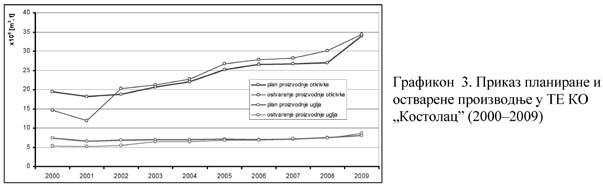 x10⁶ [m³, t]
40
35
30
25
20
15
10
5
0
2000 2001 2002 2003 2004 2005 2006 2007 2008 2009
plan proizvodnje otkrivke
ostvarenje proizvodnje otkrivke
plan proizvodnje uglja
ostvarenje proizvodnje uglja
Графикон 3. Приказ планиране и
остварене производње у ТЕ КО
„Костолац” (2000–2009)